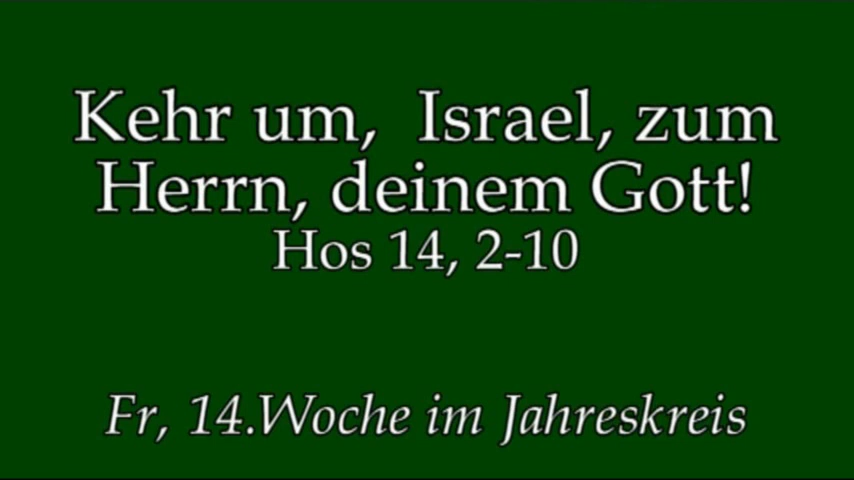 Kehr um, Israel, zum
Herrn, deinem Gott!
Hos 14, 2-10
Fr, 14.Woche im Jahreskreis